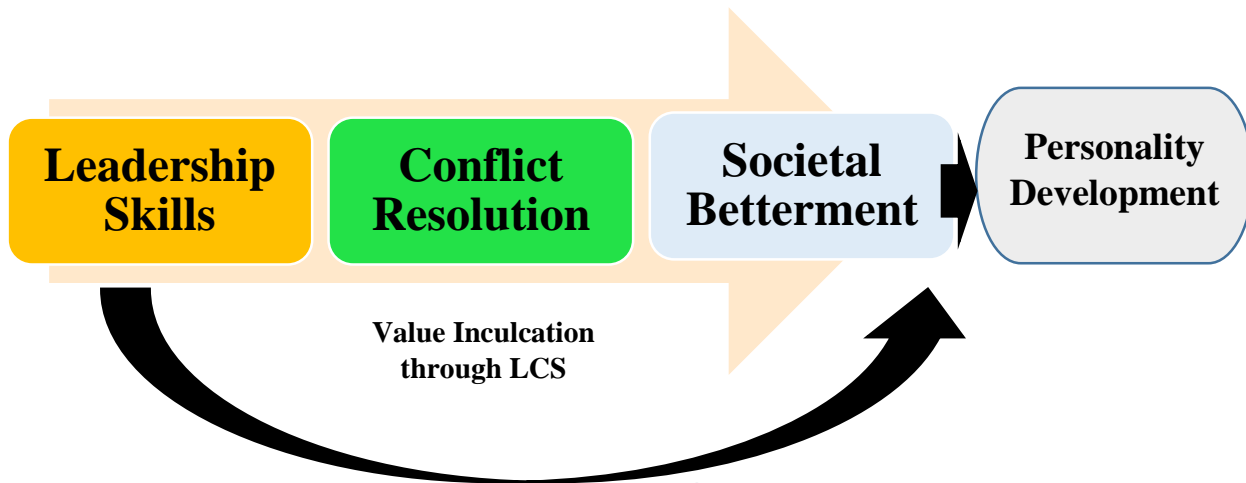 Leadership
Skills
Conflict
Resolution
Societal
Betterment
Personality
Development
Value Inculcation
through LCS